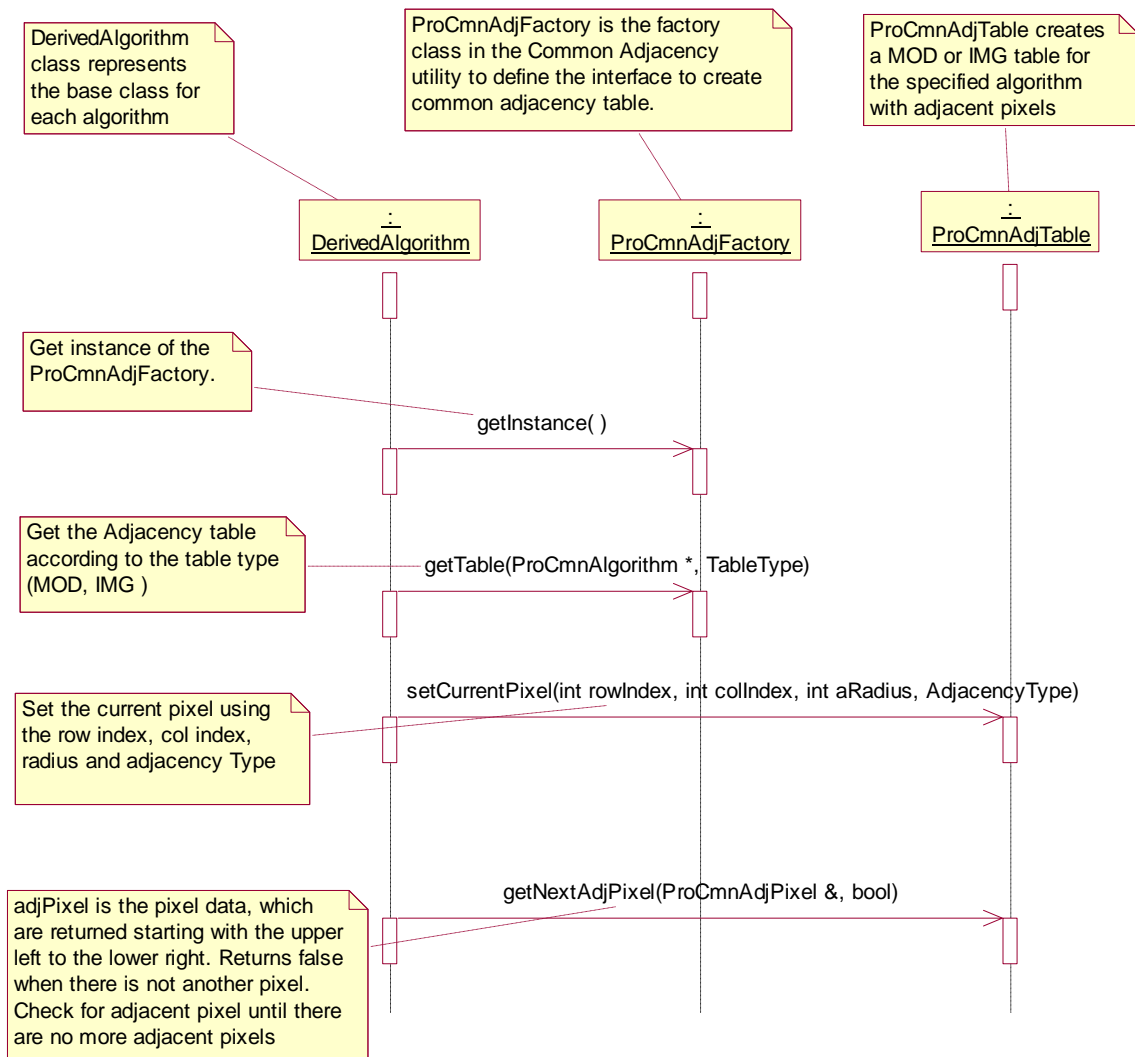 DerivedAlgorithm
class represents
the base class for
each algorithm
ProCmnAdjFactory is the factory
class in the Common Adjacency
utility to define the interface to create
common adjacency table.
ProCmnAdjTable creates
a MOD or IMG table for
the specified algorithm
with adjacent pixels
:
DerivedAlgorithm
:
ProCmnAdjFactory
:
ProCmnAdjTable
Get instance of the
ProCmnAdjFactory.
getInstance( )
Get the Adjacency table
according to the table type
(MOD, IMG )
getTable(ProCmnAlgorithm *, TableType)
Set the current pixel using
the row index, col index,
radius and adjacency Type
setCurrentPixel(int rowIndex, int colIndex, int aRadius, AdjacencyType)
adjPixel is the pixel data, which
are returned starting with the upper
left to the lower right. Returns false
when there is not another pixel.
Check for adjacent pixel until there
are no more adjacent pixels
getNextAdjPixel(ProCmnAdjPixel &, bool)